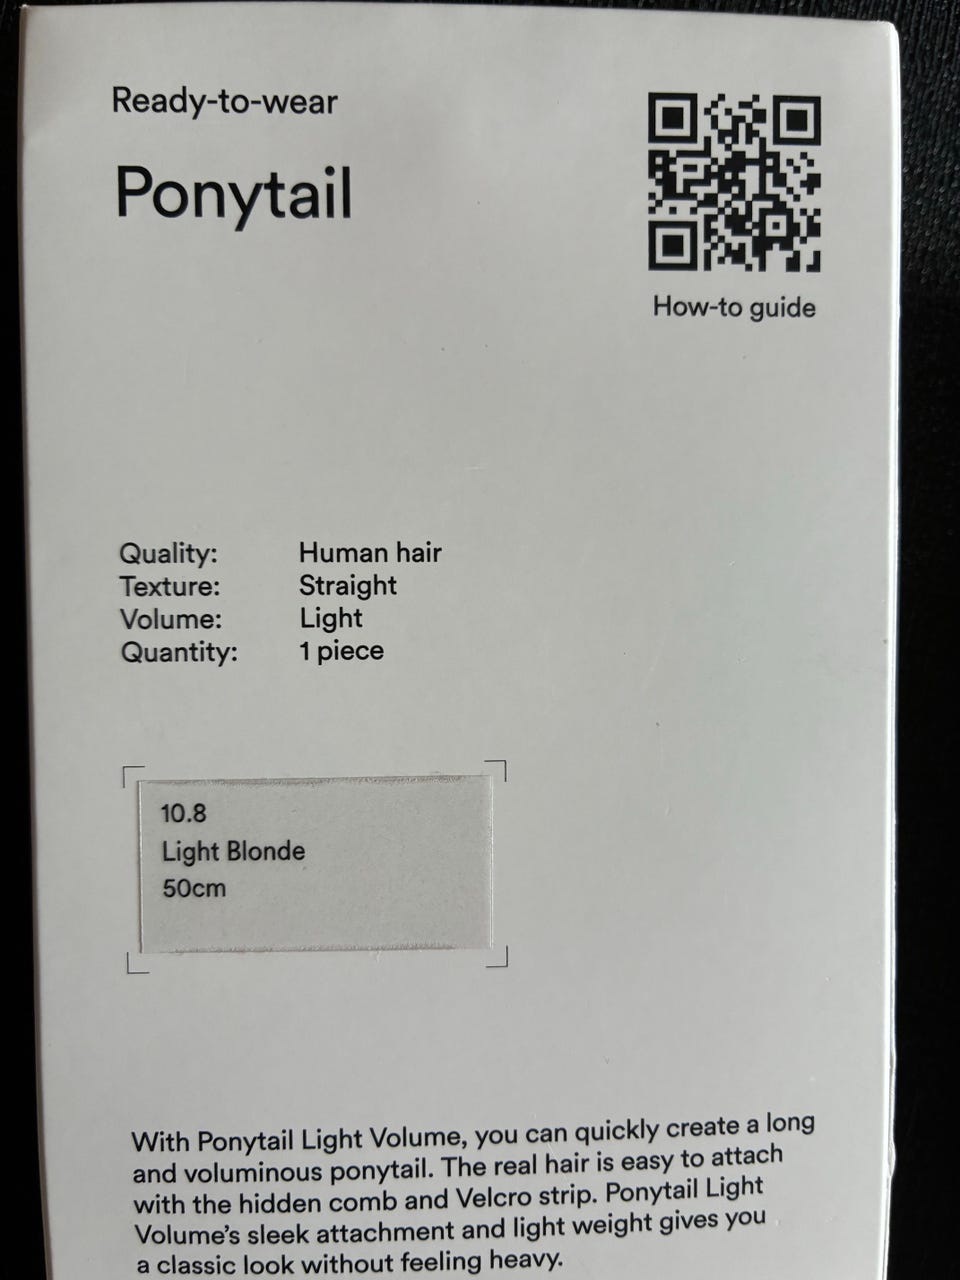 Ready-to-wear
Ponytail
How-to guide
Quality: Human hair
Texture: Straight
Volume: Light
Quantity: 1 piece
10.8
Light Blonde
50cm
With Ponytail Light Volume, you can quickly create a long
and voluminous ponytail. The real hair is easy to attach
with the hidden comb and Velcro strip. Ponytail Light
Volume's sleek attachment and light weight gives you
a classic look without feeling heavy.